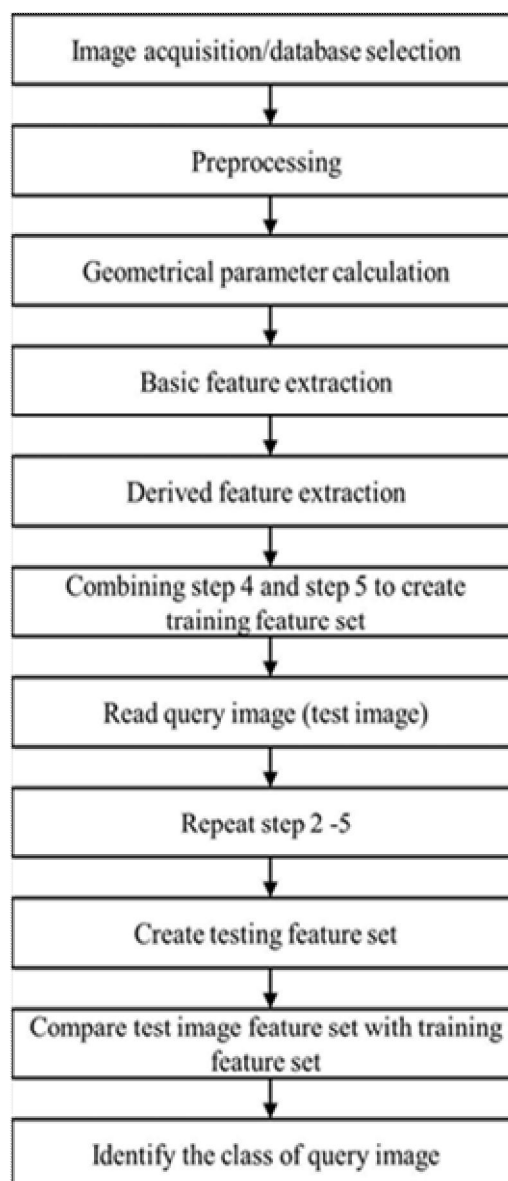 Image acquisition/database selection
Preprocessing
Geometrical parameter calculation
Basic feature extraction
Derived feature extraction
Combining step 4 and step 5 to create
training feature set
Read query image (test image)
Repeat step 2 -5
Create testing feature set
Compare test image feature set with training
feature set
Identify the class of query image